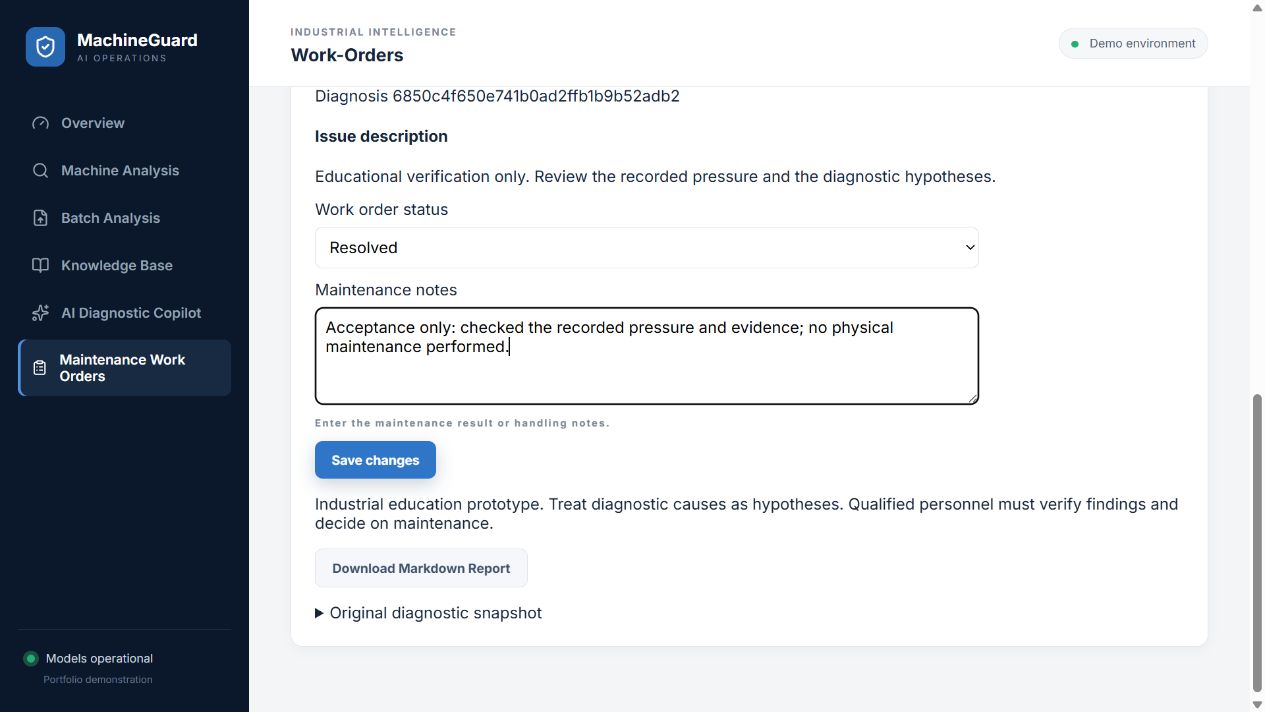 MachineGuard
AI OPERATIONS
Overview
Machine Analysis
Batch Analysis
Knowledge Base
AI Diagnostic Copilot
Maintenance Work
Orders
Models operational
Portfolio demonstration
INDUSTRIAL INTELLIGENCE
Work-Orders
Demo environment
Diagnosis 6850c4f650e741b0ad2ffb1b9b52adb2
Issue description
Educational verification only. Review the recorded pressure and the diagnostic hypotheses.
Work order status
Resolved
Maintenance notes
Acceptance only: checked the recorded pressure and evidence; no physical
maintenance performed.
Enter the maintenance result or handling notes.
Save changes
Industrial education prototype. Treat diagnostic causes as hypotheses. Qualified personnel must verify findings and
decide on maintenance.
Download Markdown Report
Original diagnostic snapshot